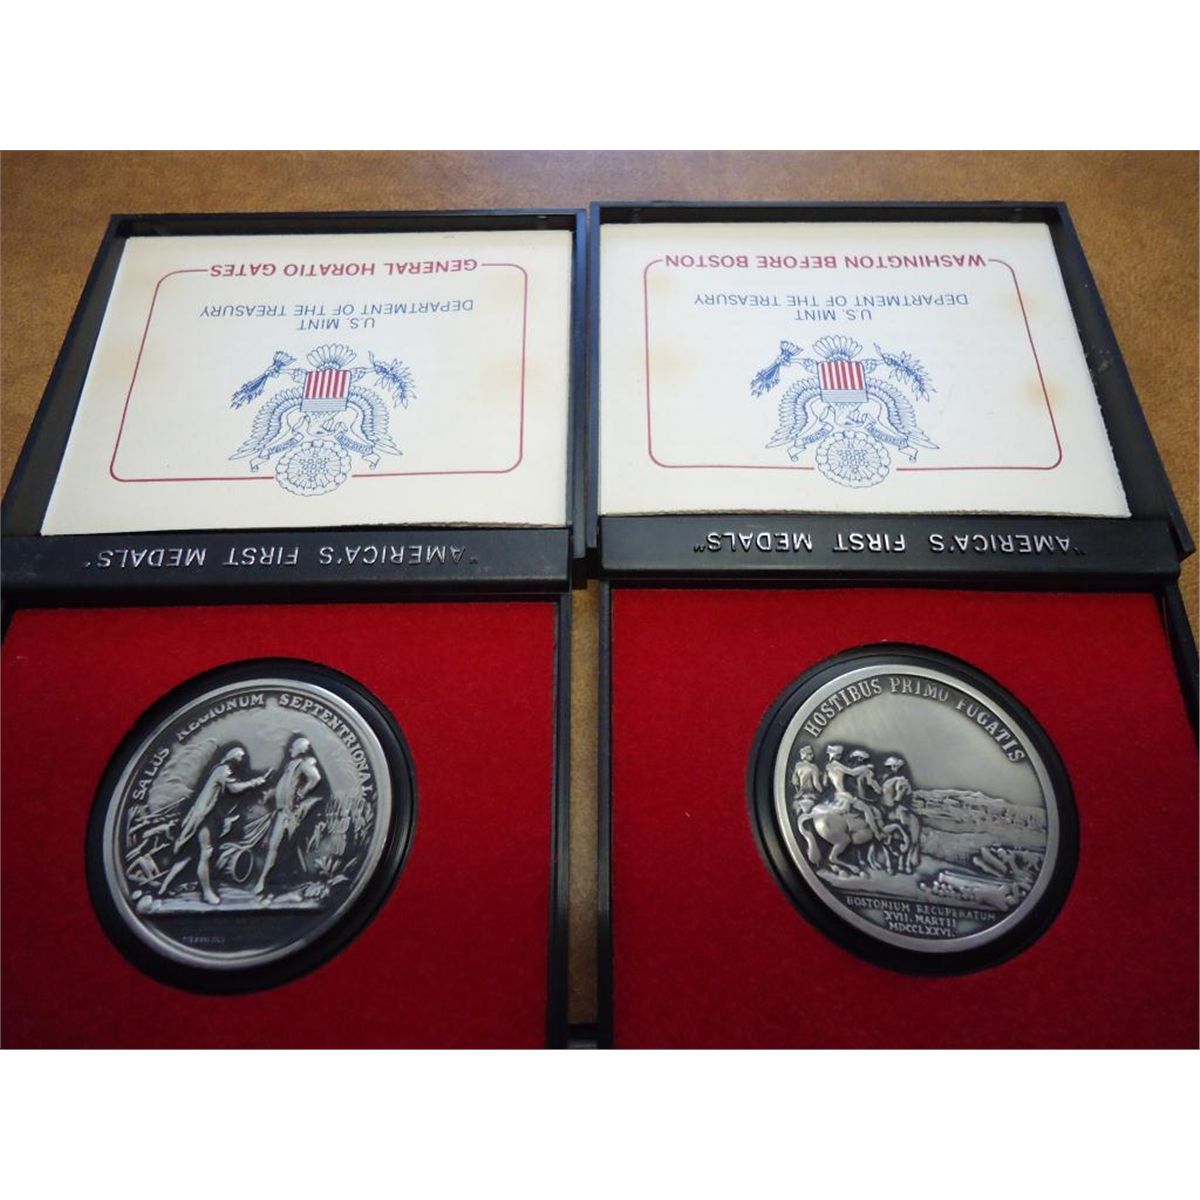 GENERAL HORATIO GATES
DEPARTMENT OF THE TREASURY
U.S. MINT
"AMERICA'S FIRST MEDALS"
SALUS REGIONUM SEPTENTRIONAL.
WASHINGTON BEFORE BOSTON
DEPARTMENT OF THE TREASURY
U.S. MINT
"AMERICA'S FIRST MEDALS"
HOSTIBUS PRIMO FUGATIS
BOSTONIUM RECUPERATUM
XVII. MARTII
MDCCLXXVI.